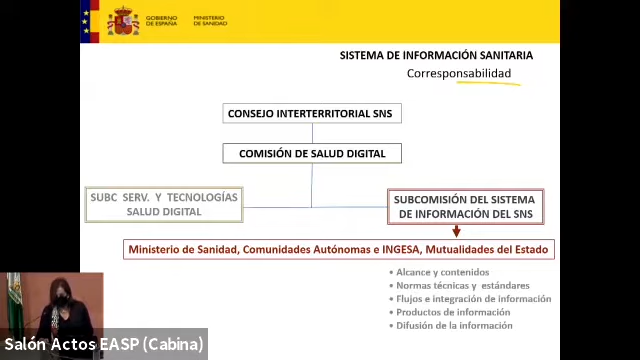 GOBIERNO
DE ESPAÑA
MINISTERIO
DE SANIDAD
SISTEMA DE INFORMACIÓN SANITARIA
Corresponsabilidad
CONSEJO INTERTERRITORIAL SNS
COMISIÓN DE SALUD DIGITAL
SUBC SERV. Y TECNOLOGÍAS
SALUD DIGITAL
SUBCOMISIÓN DEL SISTEMA
DE INFORMACIÓN DEL SNS
Ministerio de Sanidad, Comunidades Autónomas e INGESA, Mutualidades del Estado
• Alcance y contenidos
• Normas técnicas y estándares
• Flujos e integración de información
• Productos de información
• Difusión de la información
Salón Actos EASP (Cabina)